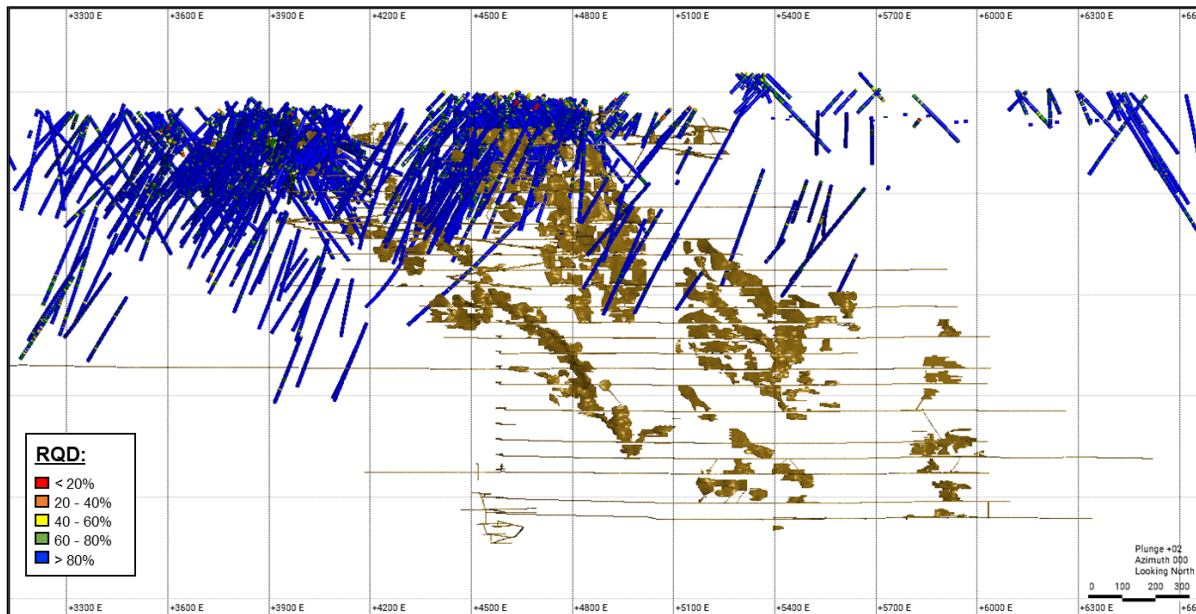 +3300 E +3600 E +3900 E +4200 E +4500 E +4800 E +5100 E +5400 E +5700 E +6000 E +6300 E +66
RQD:
< 20%
20 - 40%
40 - 60%
60 - 80%
> 80%
Plunge +02
Azimuth 000
Looking North
0 100 200 300
+3300 E +3600 E +3900 E +4200 E +4500 E +4800 E +5100 E +5400 E +5700 E +6000 E +6300 E +66